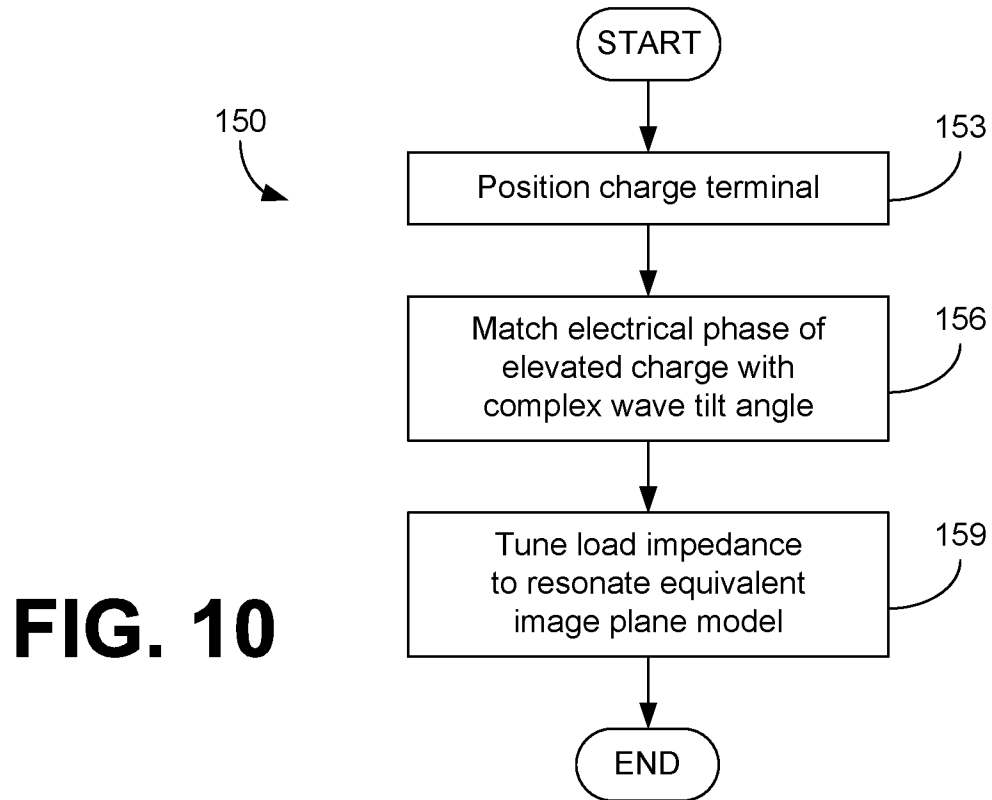 START
150
153
Position charge terminal
156
Match electrical phase of
elevated charge with
complex wave tilt angle
159
Tune load impedance
to resonate equivalent
image plane model
FIG. 10
END